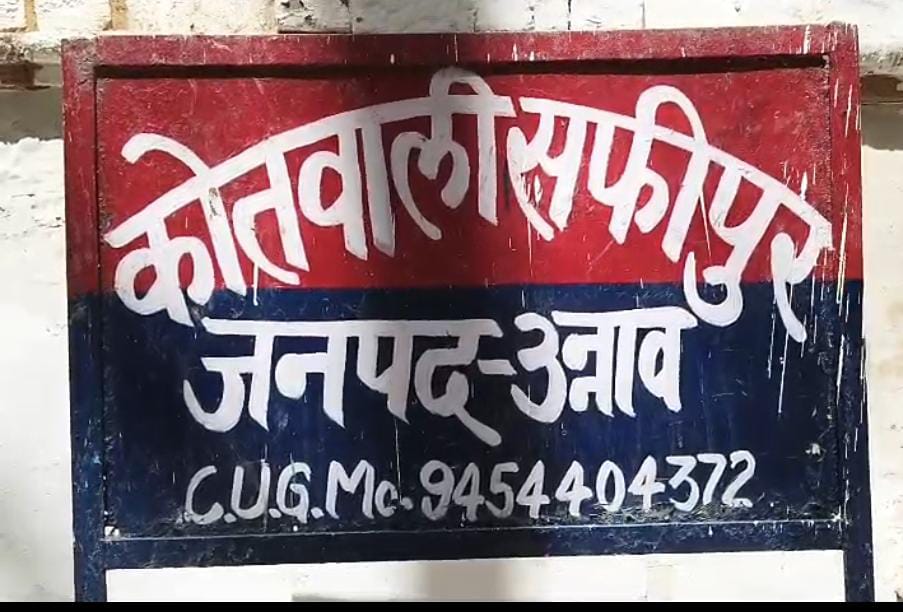 कोतवाली सफीपुर
जनपद-उन्नाव
C.U.G.Mo. 9454404372